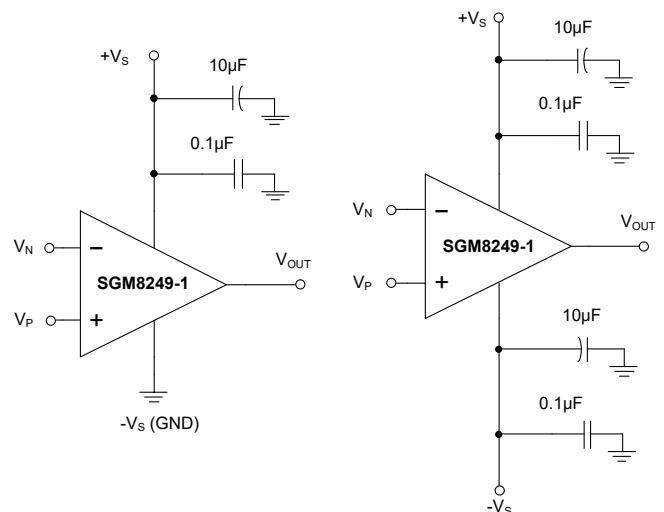 +VS
10µF
0.1µF
VN
−
SGM8249-1
VOUT
VP
+
-VS (GND)
+VS
10µF
0.1µF
VN
−
SGM8249-1
VOUT
VP
+
10µF
0.1µF
-VS